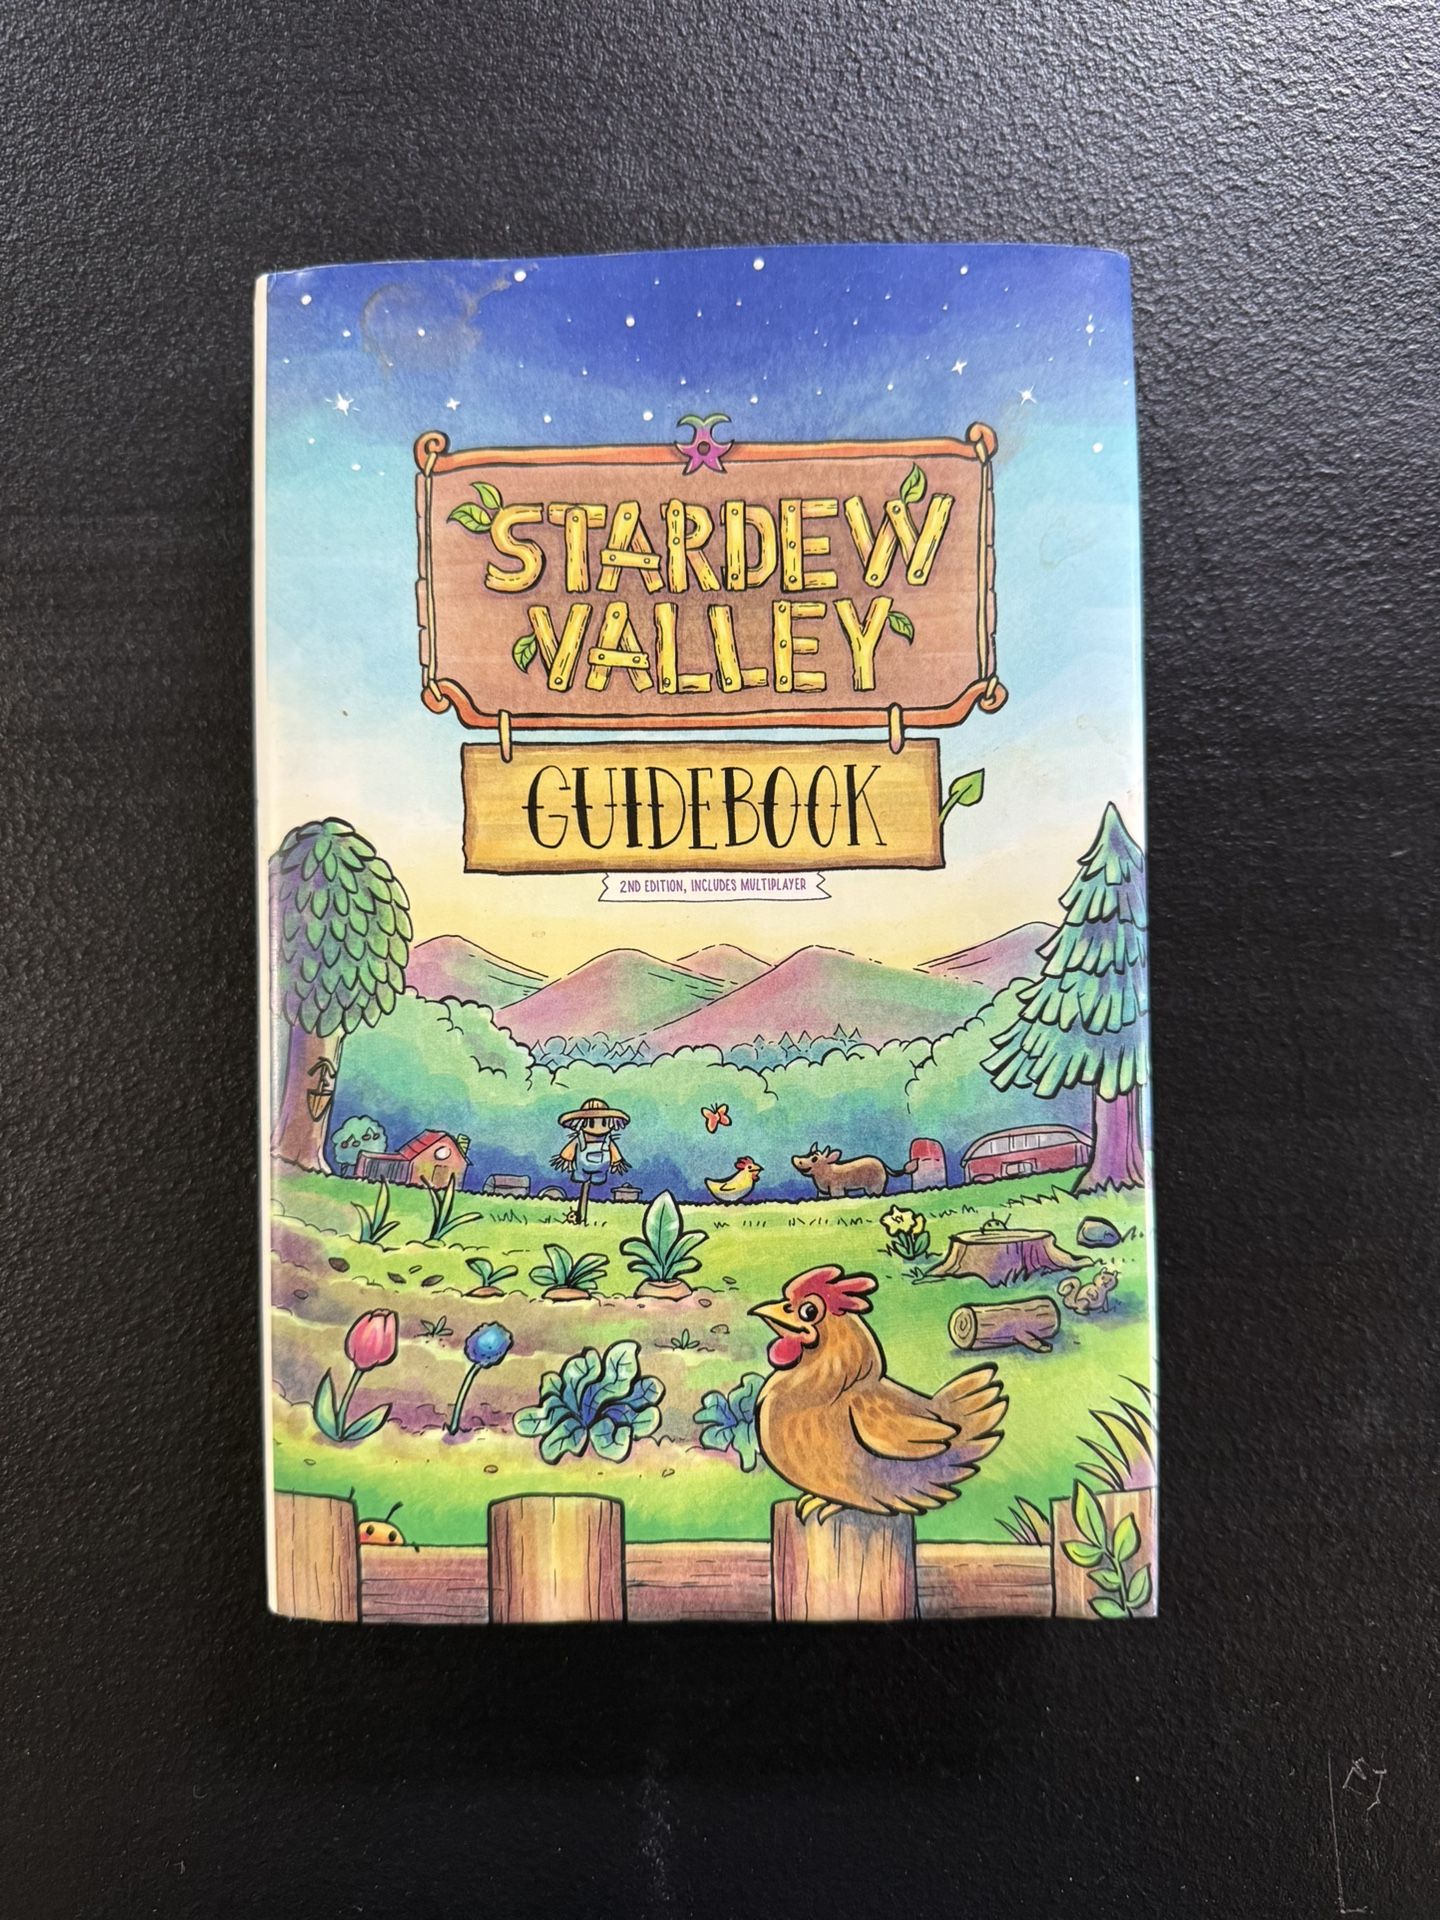 STARDEW
VALLEY
GUIDEBOOK
2ND EDITION, INCLUDES MULTIPLAYER